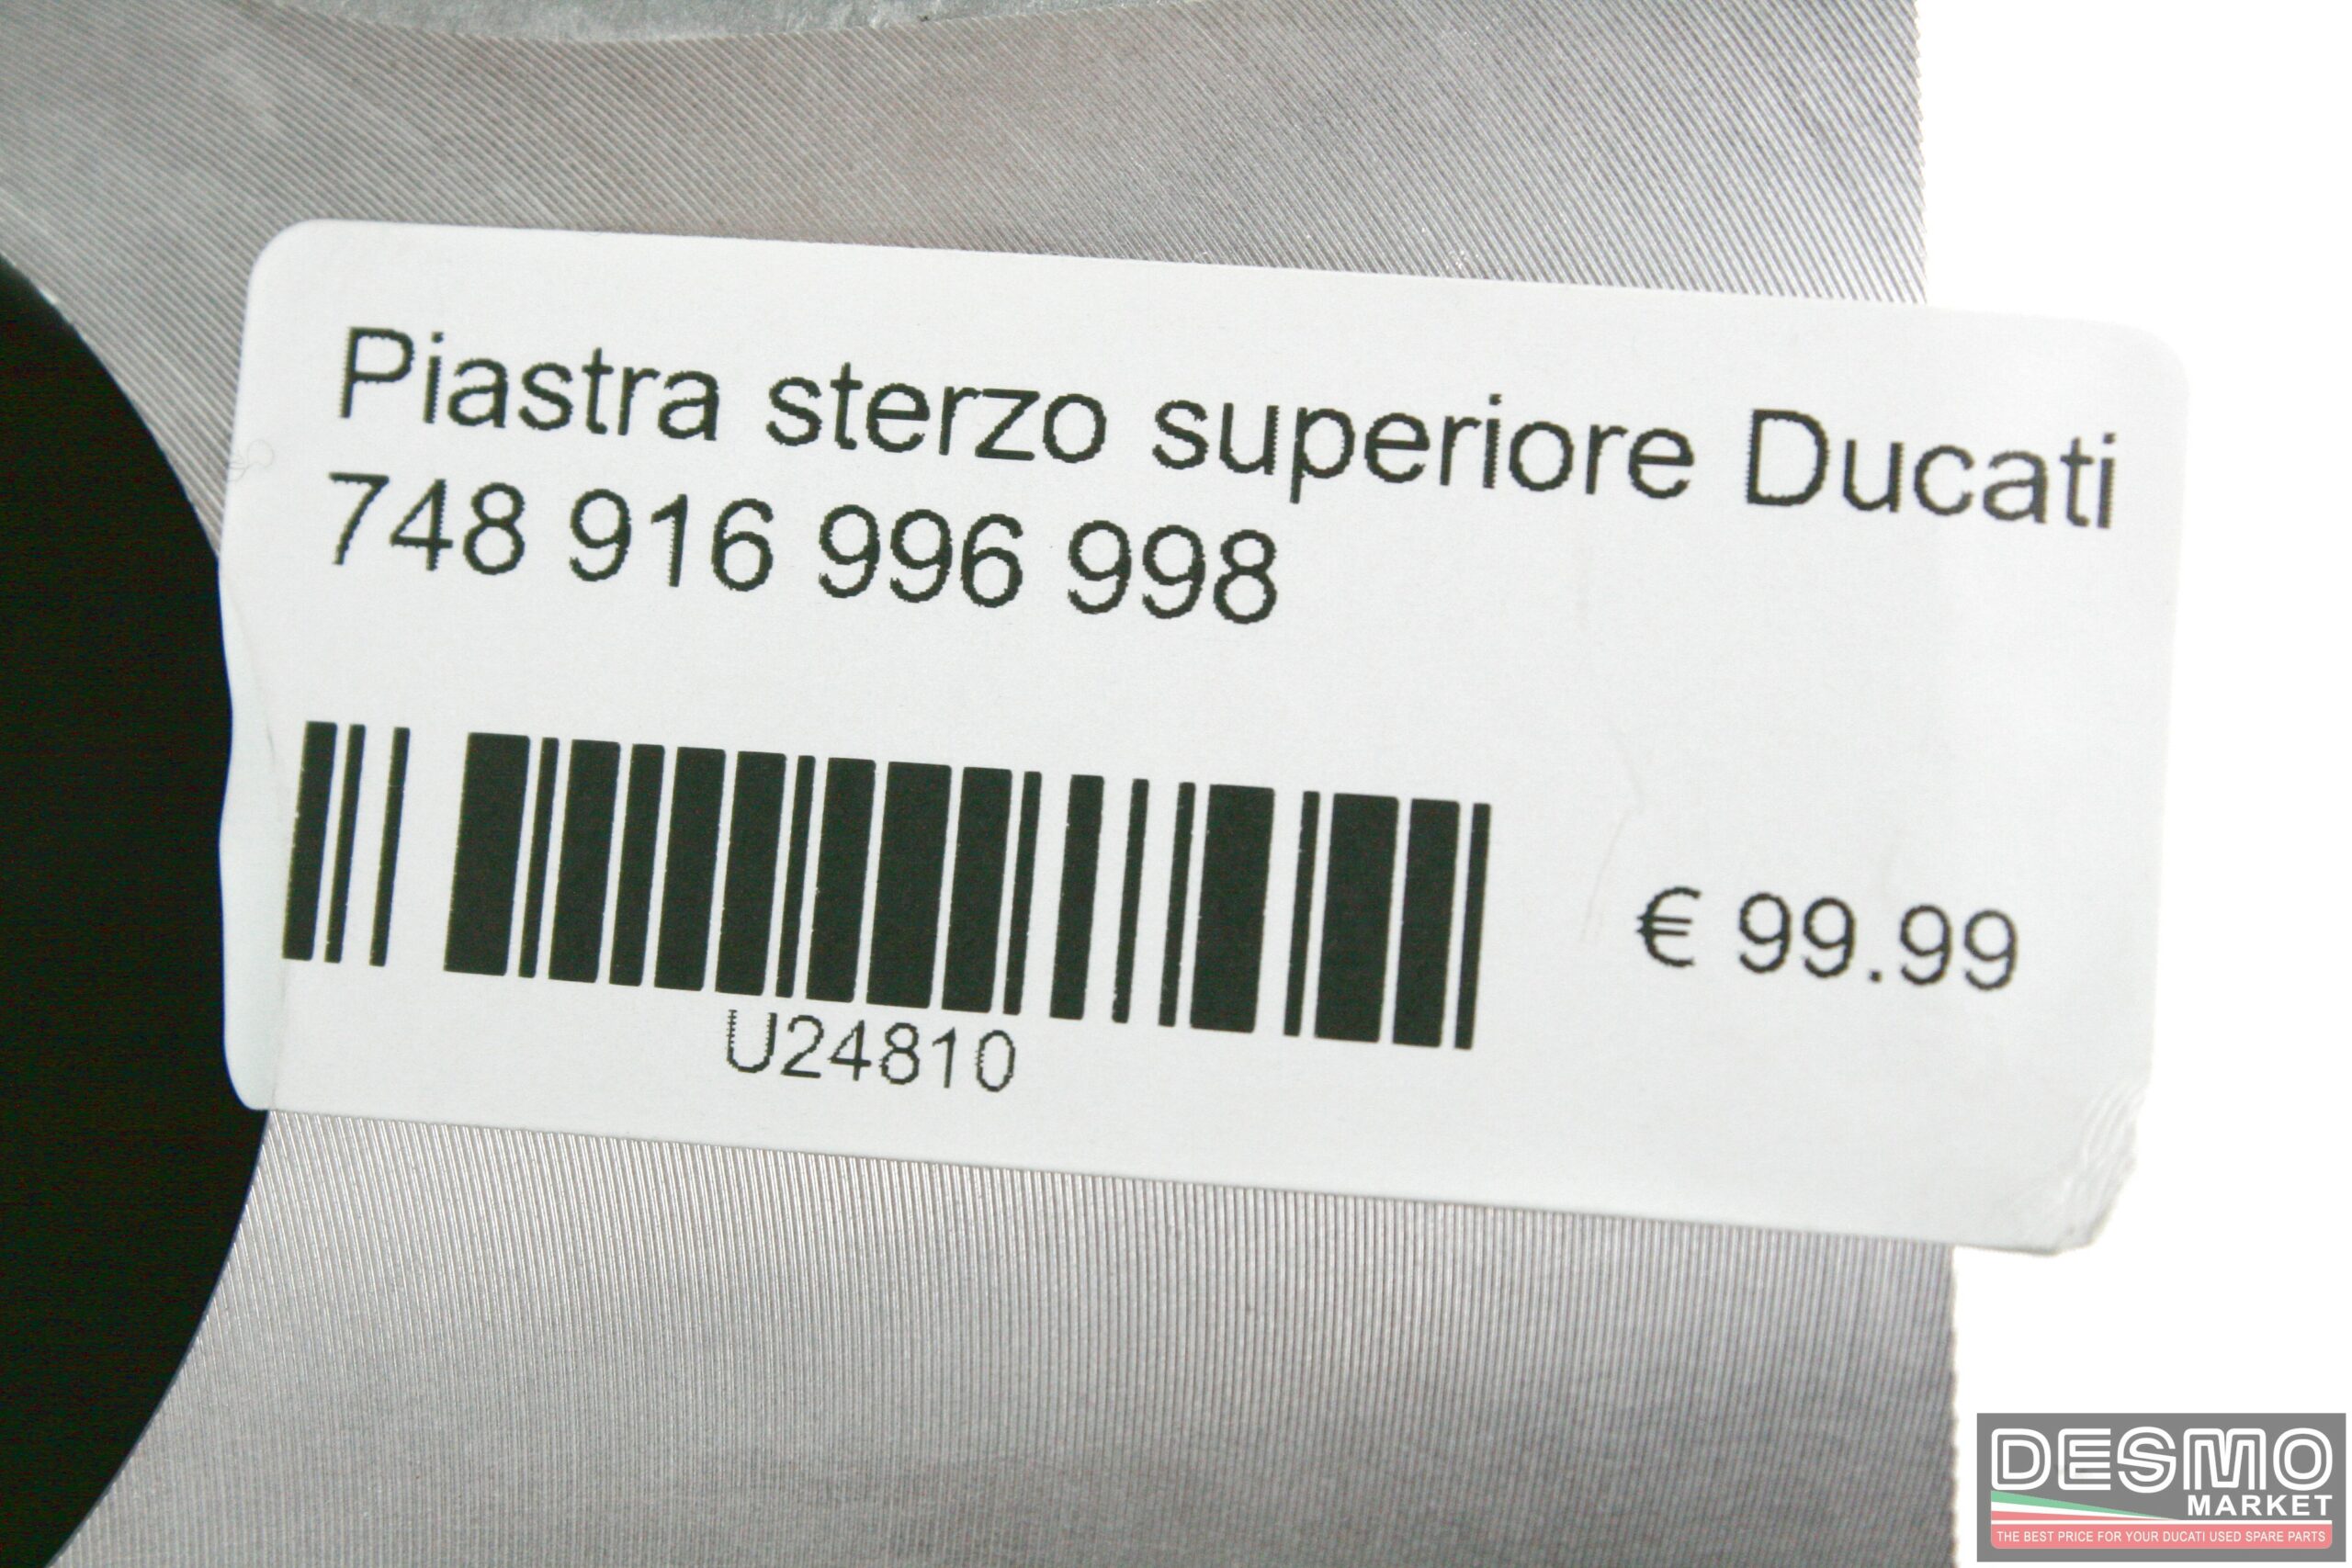 Piastra sterzo superiore Ducati
748 916 996 998
€ 99.99
U24810
DESMO
MARKET
THE BEST PRICE FOR YOUR DUCATI USED SPARE PARTS